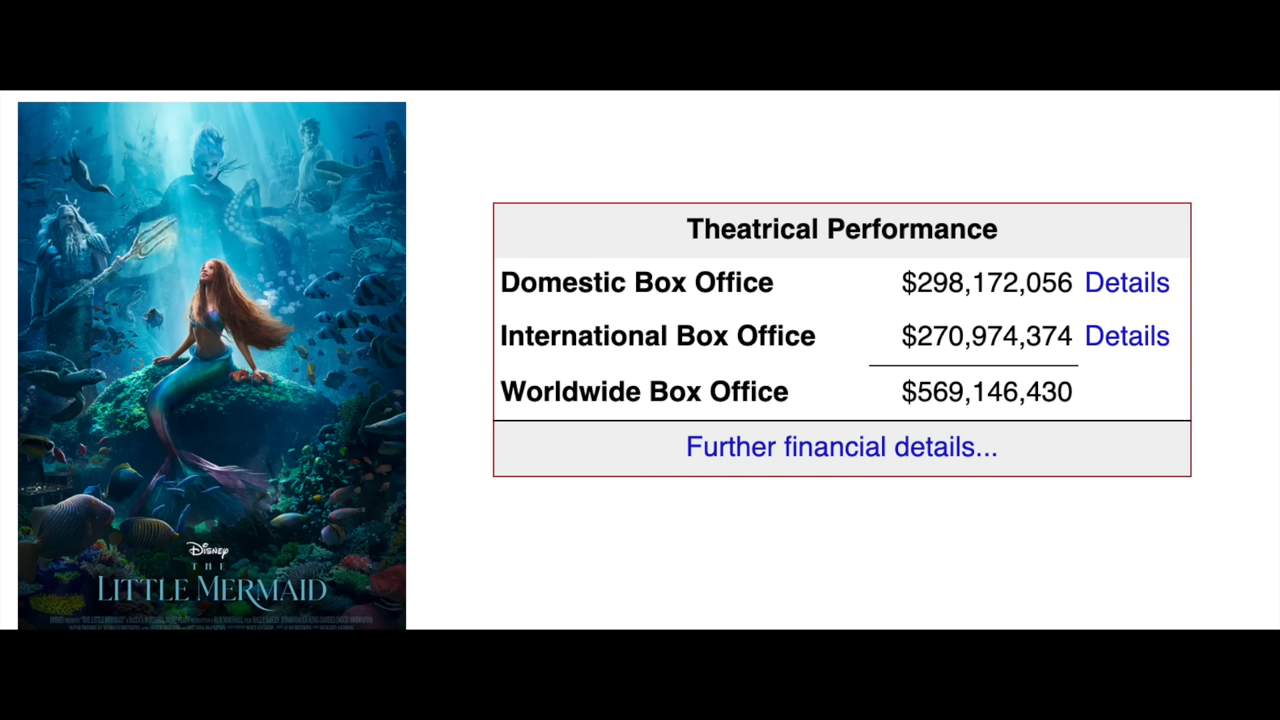 Disney
THE
LITTLE MERMAID
Theatrical Performance
Domestic Box Office $298,172,056 Details
International Box Office $270,974,374 Details
Worldwide Box Office $569,146,430
Further financial details...